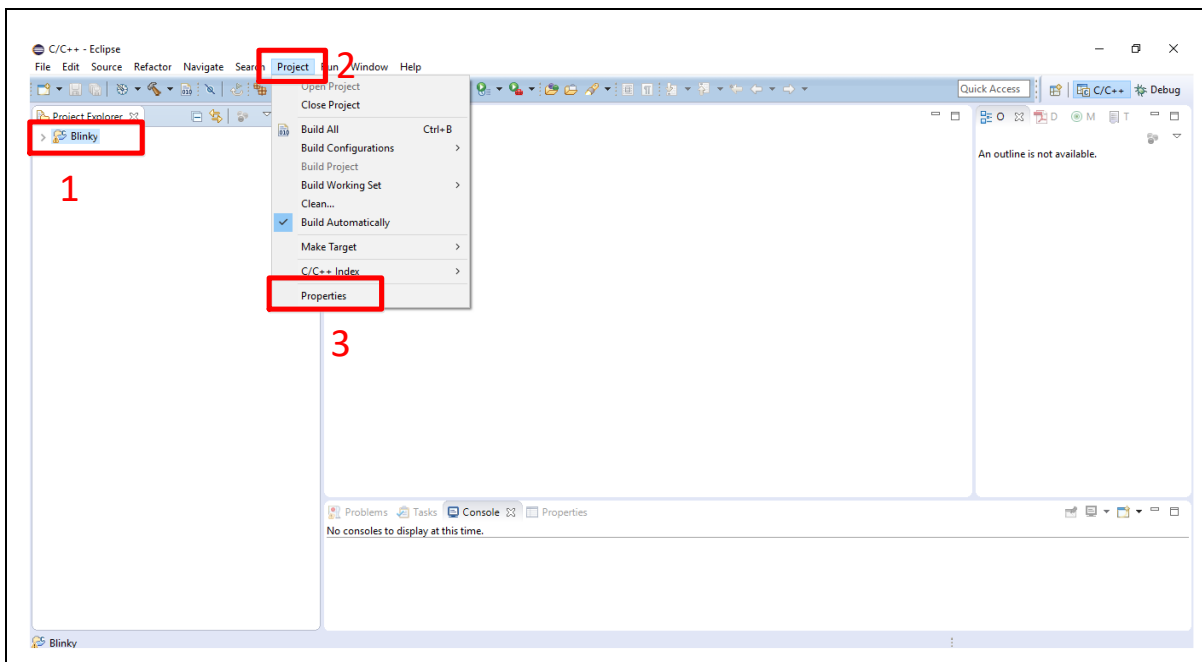 C/C++ - Eclipse
File Edit Source Refactor Navigate Search Project Run Window Help
2
Quick Access
C/C++
Debug
Project Explorer
Blinky
1
Open Project
Close Project
Build All Ctrl+B
Build Configurations >
Build Project
Build Working Set >
Clean...
Build Automatically
Make Target >
C/C++ Index >
Properties
3
O D M T
An outline is not available.
Problems Tasks Console Properties
No consoles to display at this time.
Blinky